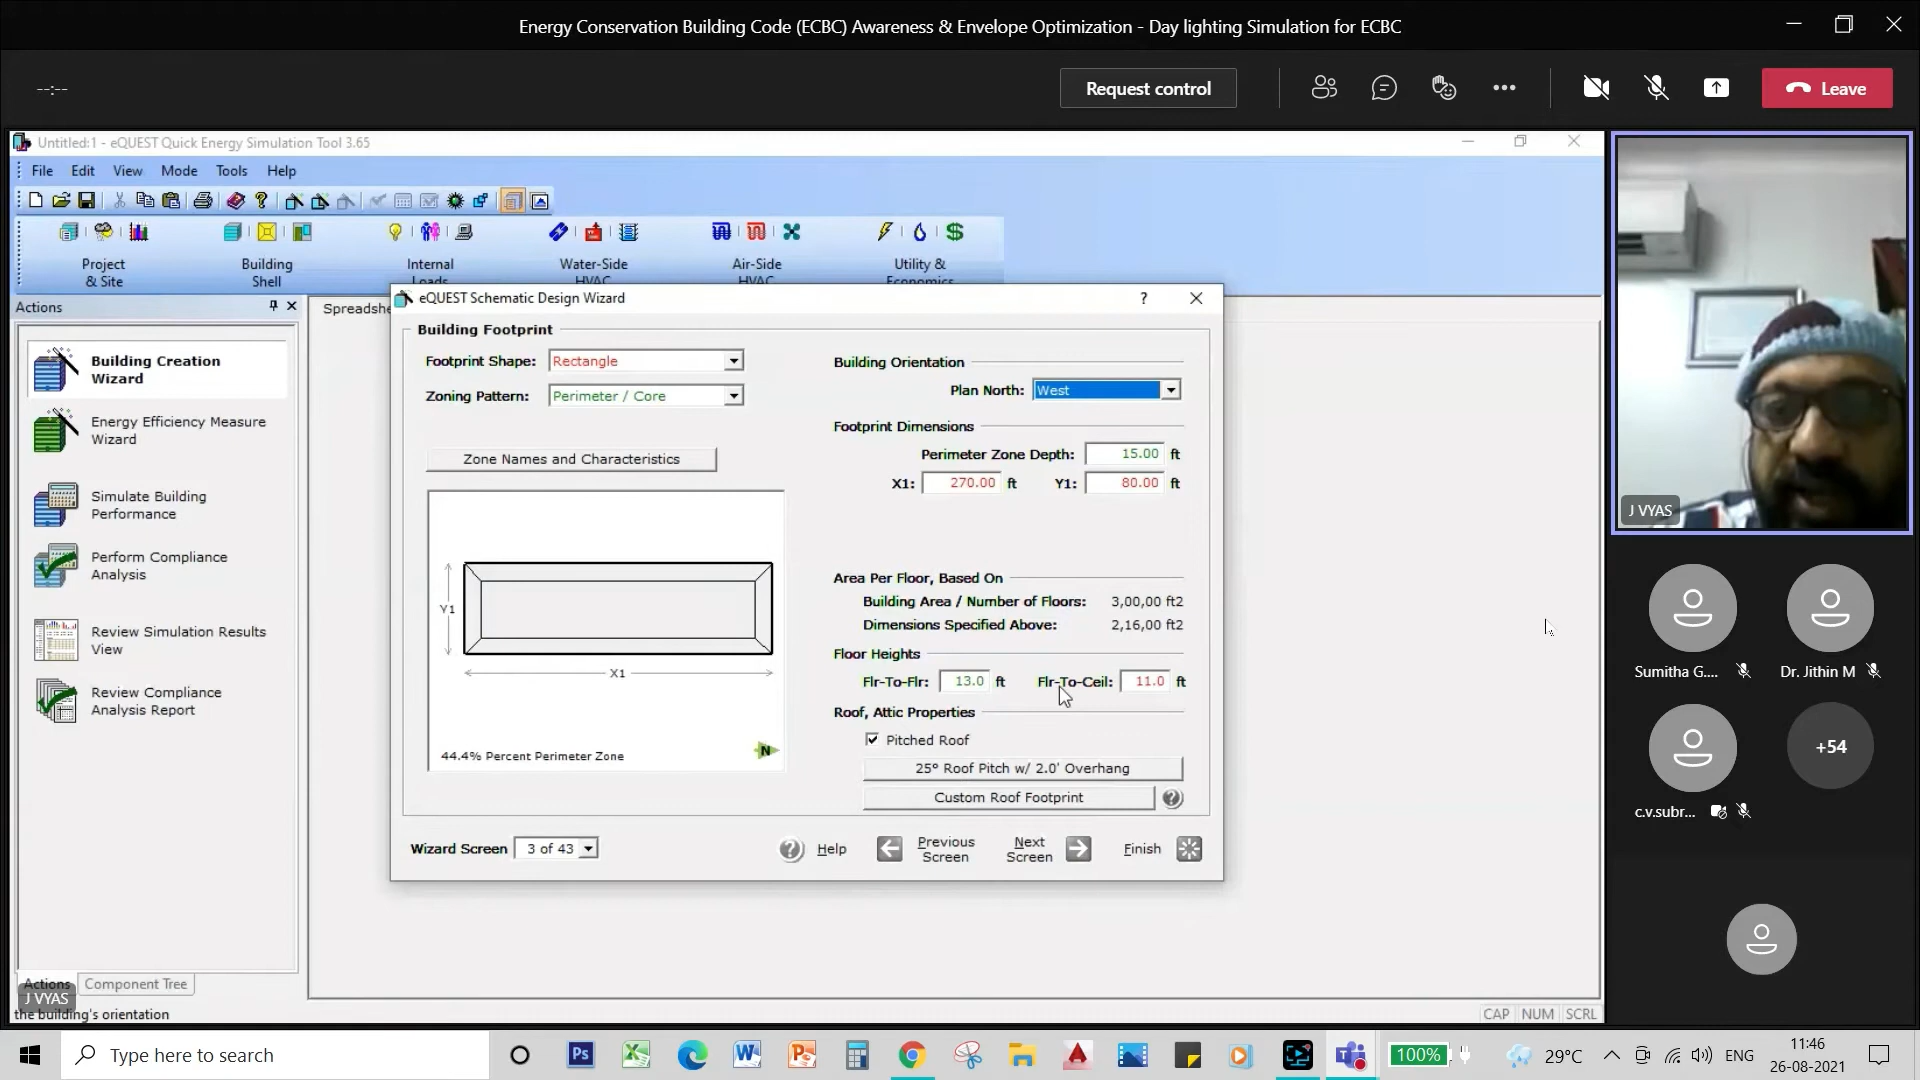 Energy Conservation Building Code (ECBC) Awareness & Envelope Optimization - Day lighting Simulation for ECBC
--:--
Request control
Leave
Untitled:1 - eQUEST Quick Energy Simulation Tool 3.65
File Edit View Mode Tools Help
Project & Site
Building Shell
Internal Loads
Water-Side HVAC
Air-Side HVAC
Utility & Economics
Actions
Spreadshe
Building Creation Wizard
Energy Efficiency Measure Wizard
Simulate Building Performance
Perform Compliance Analysis
Review Simulation Results View
Review Compliance Analysis Report
Actions
Component Tree
J VYAS
the building's orientation
CAP NUM SCRL
eQUEST Schematic Design Wizard
?
Building Footprint
Footprint Shape: Rectangle
Zoning Pattern: Perimeter / Core
Zone Names and Characteristics
Y1
X1
44.4% Percent Perimeter Zone
N
Building Orientation
Plan North: West
Footprint Dimensions
Perimeter Zone Depth: 15.00 ft
X1: 270.00 ft Y1: 80.00 ft
Area Per Floor, Based On
Building Area / Number of Floors: 3,00,00 ft2
Dimensions Specified Above: 2,16,00 ft2
Floor Heights
Flr-To-Flr: 13.0 ft Flr-To-Ceil: 11.0 ft
Roof, Attic Properties
Pitched Roof
25° Roof Pitch w/ 2.0' Overhang
Custom Roof Footprint
Wizard Screen 3 of 43
Help
Previous Screen
Next Screen
Finish
J VYAS
Sumitha G....
Dr. Jithin M
c.v.subr...
+54
Type here to search
Ps
100%
29°C
ENG
11:46
26-08-2021